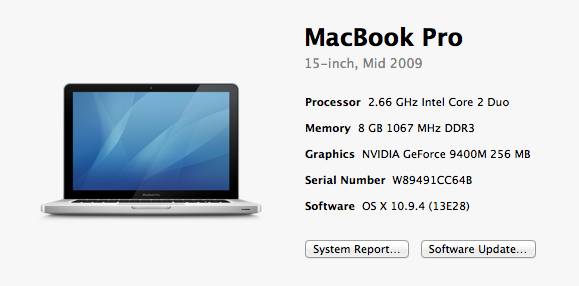 MacBook Pro
15-inch, Mid 2009
Processor 2.66 GHz Intel Core 2 Duo
Memory 8 GB 1067 MHz DDR3
Graphics NVIDIA GeForce 9400M 256 MB
Serial Number W89491CC64B
Software OS X 10.9.4 (13E28)
System Report... Software Update...